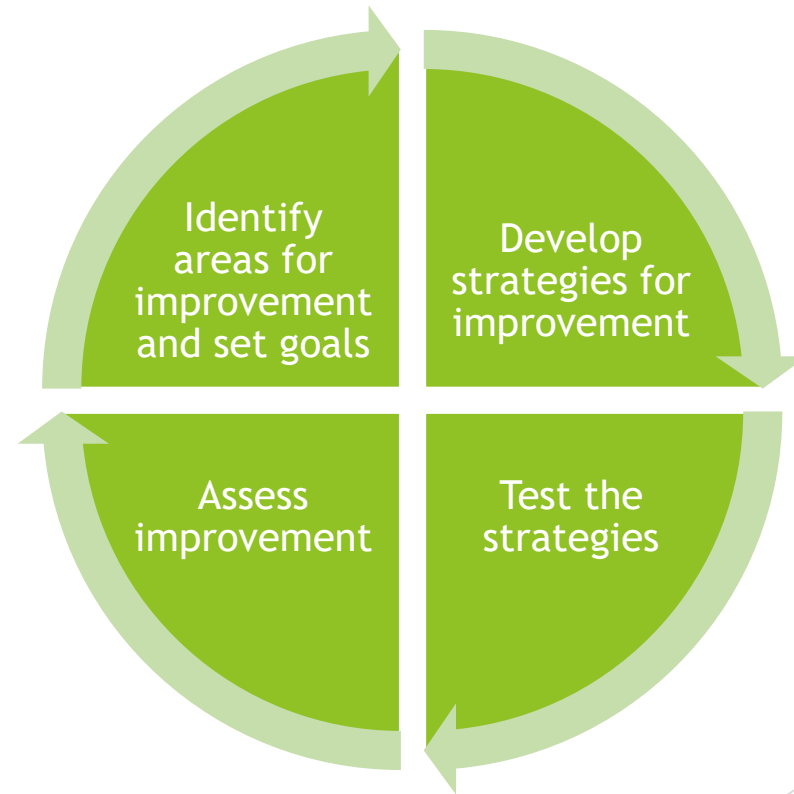 Identify
areas for
improvement
and set goals
Develop
strategies for
improvement
Test the
strategies
Assess
improvement